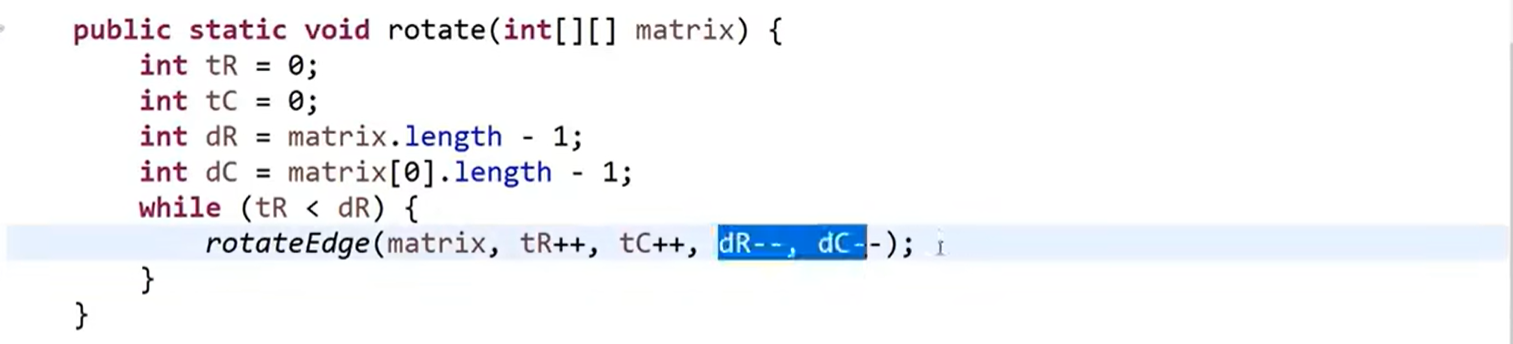 public static void rotate(int[][] matrix) {
int tR = 0;
int tC = 0;
int dR = matrix.length - 1;
int dC = matrix[0].length - 1;
while (tR < dR) {
rotateEdge(matrix, tR++, tC++, dR--, dC--);
}
}